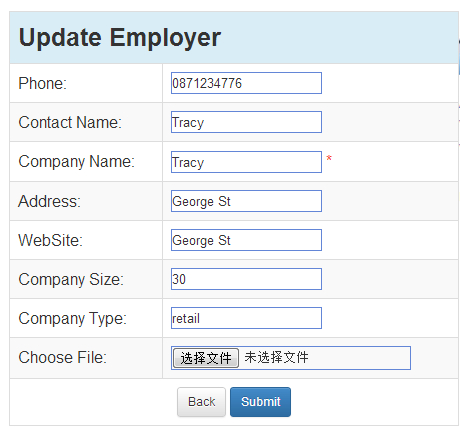 Update Employer
Phone: 0871234776
Contact Name: Tracy
Company Name: Tracy *
Address: George St
WebSite: George St
Company Size: 30
Company Type: retail
Choose File: 选择文件 未选择文件
Back Submit